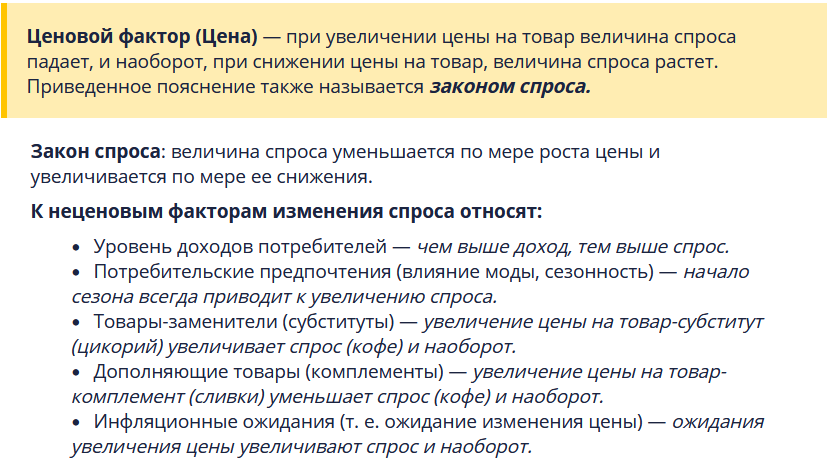 Ценовой фактор (Цена) — при увеличении цены на товар величина спроса
падает, и наоборот, при снижении цены на товар, величина спроса растет.
Приведенное пояснение также называется законом спроса.
Закон спроса: величина спроса уменьшается по мере роста цены и
увеличивается по мере ее снижения.
К неценовым факторам изменения спроса относят:
• Уровень доходов потребителей — чем выше доход, тем выше спрос.
• Потребительские предпочтения (влияние моды, сезонность) — начало
сезона всегда приводит к увеличению спроса.
• Товары-заменители (субституты) — увеличение цены на товар-субститут
(цикорий) увеличивает спрос (кофе) и наоборот.
• Дополняющие товары (комплементы) — увеличение цены на товар-
комплемент (сливки) уменьшает спрос (кофе) и наоборот.
• Инфляционные ожидания (т. е. ожидание изменения цены) — ожидания
увеличения цены увеличивают спрос и наоборот.